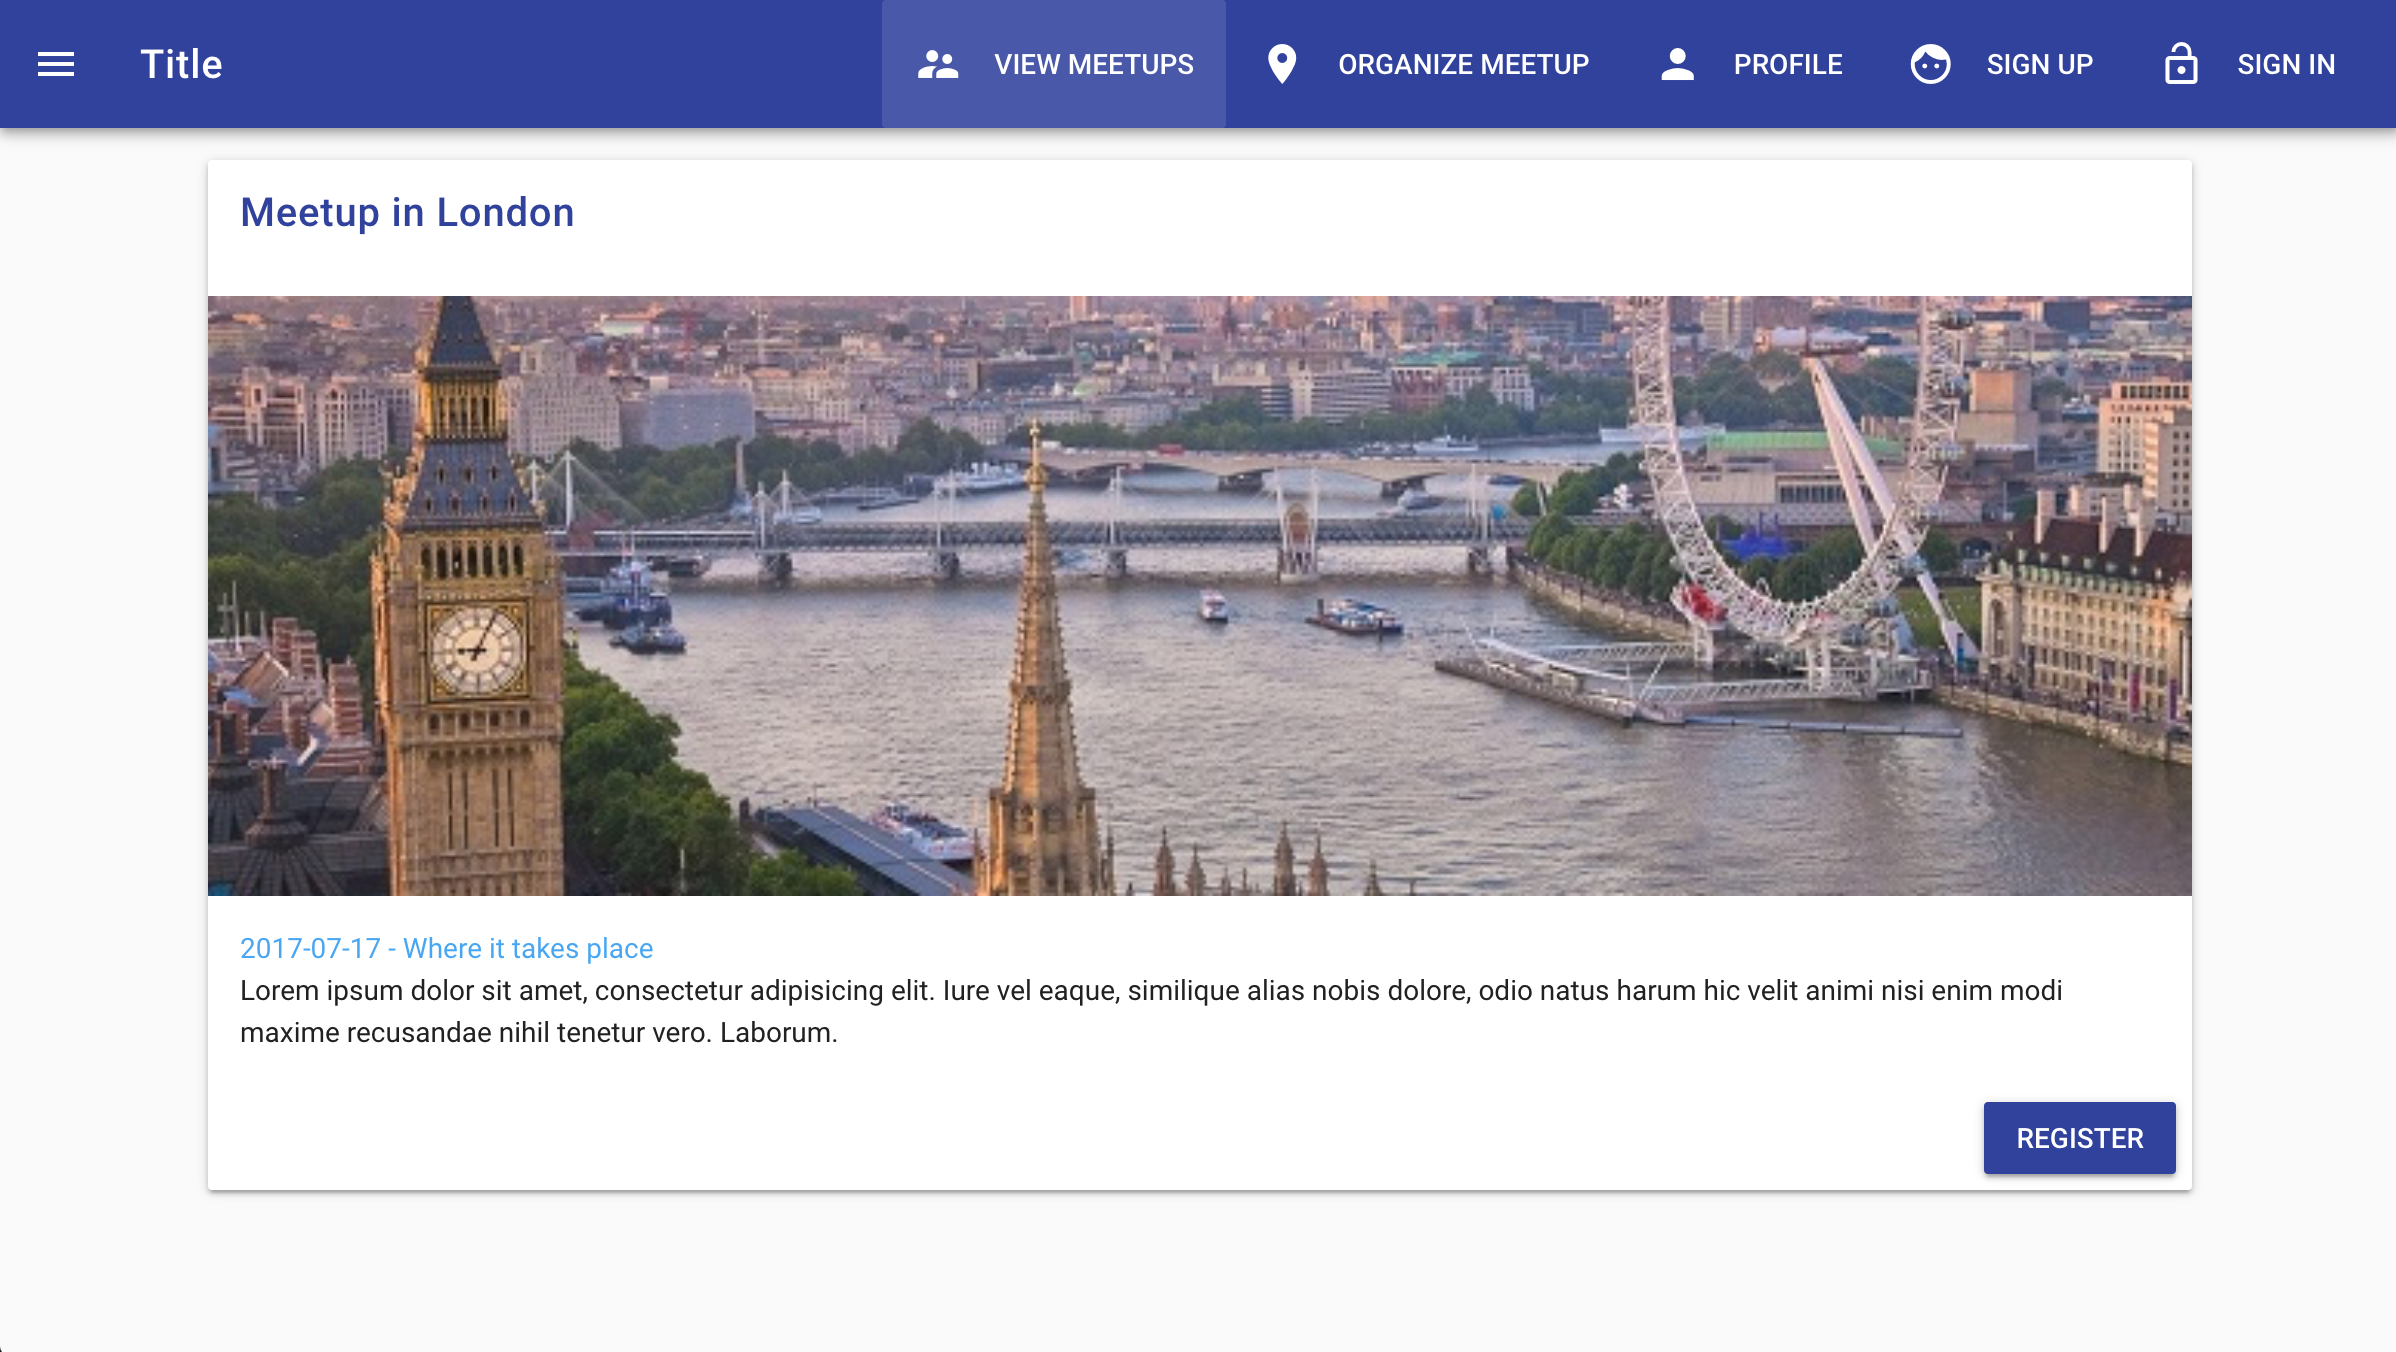 Title
VIEW MEETUPS
ORGANIZE MEETUP
PROFILE
SIGN UP
SIGN IN
Meetup in London
2017-07-17 - Where it takes place
Lorem ipsum dolor sit amet, consectetur adipisicing elit. Iure vel eaque, similique alias nobis dolore, odio natus harum hic velit animi nisi enim modi
maxime recusandae nihil tenetur vero. Laborum.
REGISTER